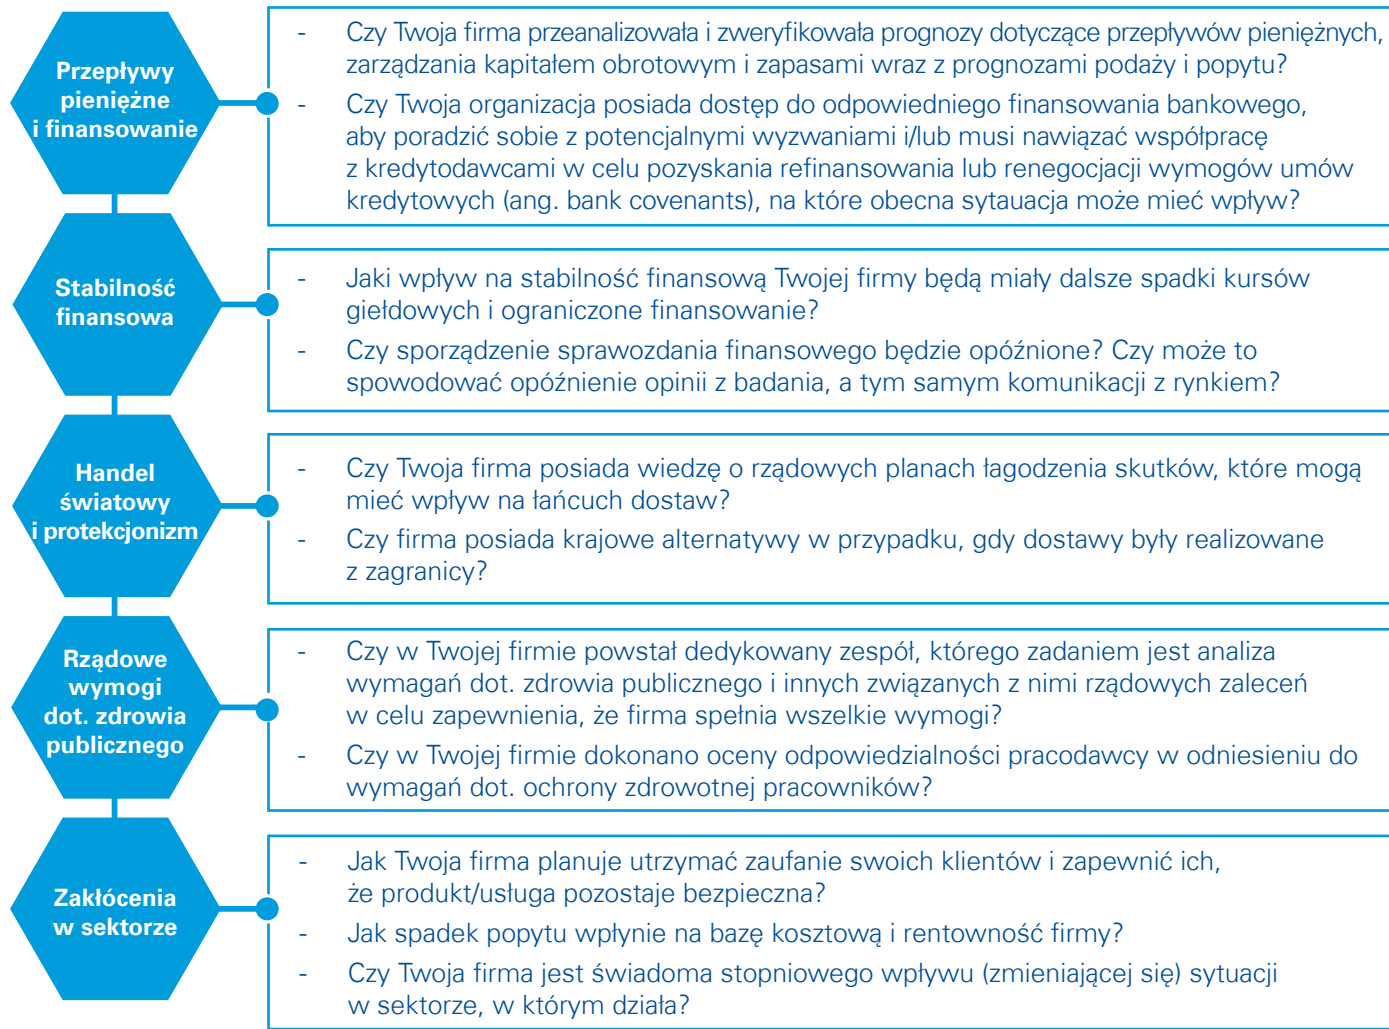 Przepływy
pieniężne
i finansowanie
- Czy Twoja firma przeanalizowała i zweryfikowała prognozy dotyczące przepływów pieniężnych,
zarządzania kapitałem obrotowym i zapasami wraz z prognozami podaży i popytu?
- Czy Twoja organizacja posiada dostęp do odpowiedniego finansowania bankowego,
aby poradzić sobie z potencjalnymi wyzwaniami i/lub musi nawiązać współpracę
z kredytodawcami w celu pozyskania refinansowania lub renegocjacji wymogów umów
kredytowych (ang. bank covenants), na które obecna sytauacja może mieć wpływ?
Stabilność
finansowa
- Jaki wpływ na stabilność finansową Twojej firmy będą miały dalsze spadki kursów
giełdowych i ograniczone finansowanie?
- Czy sporządzenie sprawozdania finansowego będzie opóźnione? Czy może to
spowodować opóźnienie opinii z badania, a tym samym komunikacji z rynkiem?
Handel
światowy
i protekcjonizm
- Czy Twoja firma posiada wiedzę o rządowych planach łagodzenia skutków, które mogą
mieć wpływ na łańcuch dostaw?
- Czy firma posiada krajowe alternatywy w przypadku, gdy dostawy były realizowane
z zagranicy?
Rządowe
wymogi
dot. zdrowia
publicznego
- Czy w Twojej firmie powstał dedykowany zespół, którego zadaniem jest analiza
wymagań dot. zdrowia publicznego i innych związanych z nimi rządowych zaleceń
w celu zapewnienia, że firma spełnia wszelkie wymogi?
- Czy w Twojej firmie dokonano oceny odpowiedzialności pracodawcy w odniesieniu do
wymagań dot. ochrony zdrowotnej pracowników?
Zakłócenia
w sektorze
- Jak Twoja firma planuje utrzymać zaufanie swoich klientów i zapewnić ich,
że produkt/usługa pozostaje bezpieczna?
- Jak spadek popytu wpłynie na bazę kosztową i rentowność firmy?
- Czy Twoja firma jest świadoma stopniowego wpływu (zmieniającej się) sytuacji
w sektorze, w którym działa?